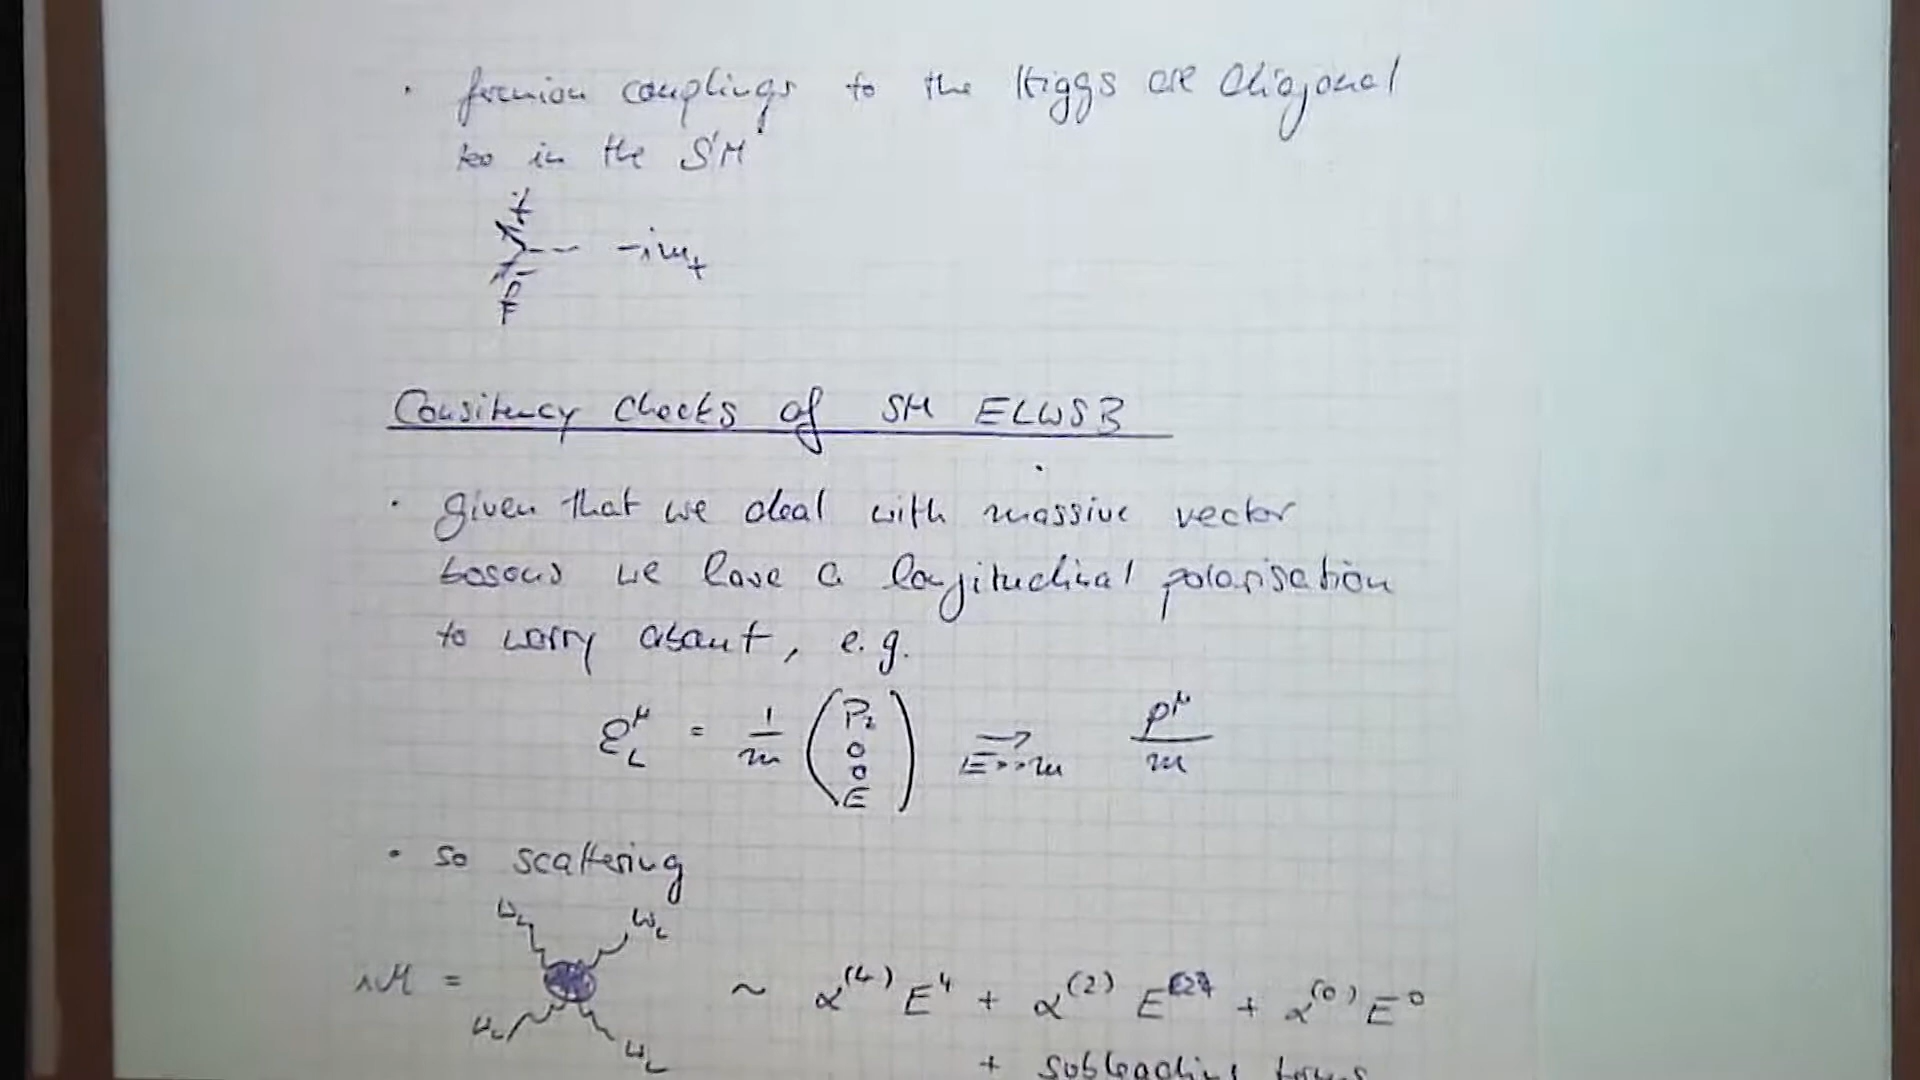 · fermion couplings to the Higgs are diagonal
too in the SM
f
-im_f
f̄
Consitency checks of SM ELWSB
· given that we deal with massive vector
bosons we have a longitudinal polarisation
to worry about, e.g.
ε_L^μ = 1/m (P_z 0 0 E) → E>>m p^μ/m
· so scattering
W_L W_L
iM = ~ α^(4) E^4 + α^(2) E^2 + α^(0) E^0
W_L W_L
+ subleading terms